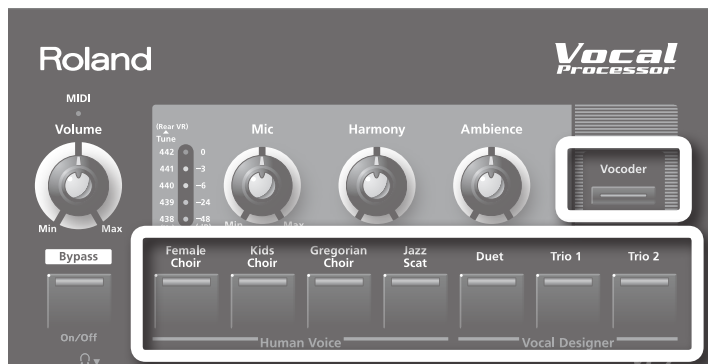 Roland
Vocal
Processor
MIDI
Volume
Min
Max
(Rear VR)
Tune
442 0
441 -3
440 -6
439 -24
438 -48
Mic
Min
Max
Harmony
Ambience
Vocoder
Bypass
On/Off
Female
Choir
Kids
Choir
Gregorian
Choir
Jazz
Scat
Duet
Trio 1
Trio 2
Human Voice
Vocal Designer